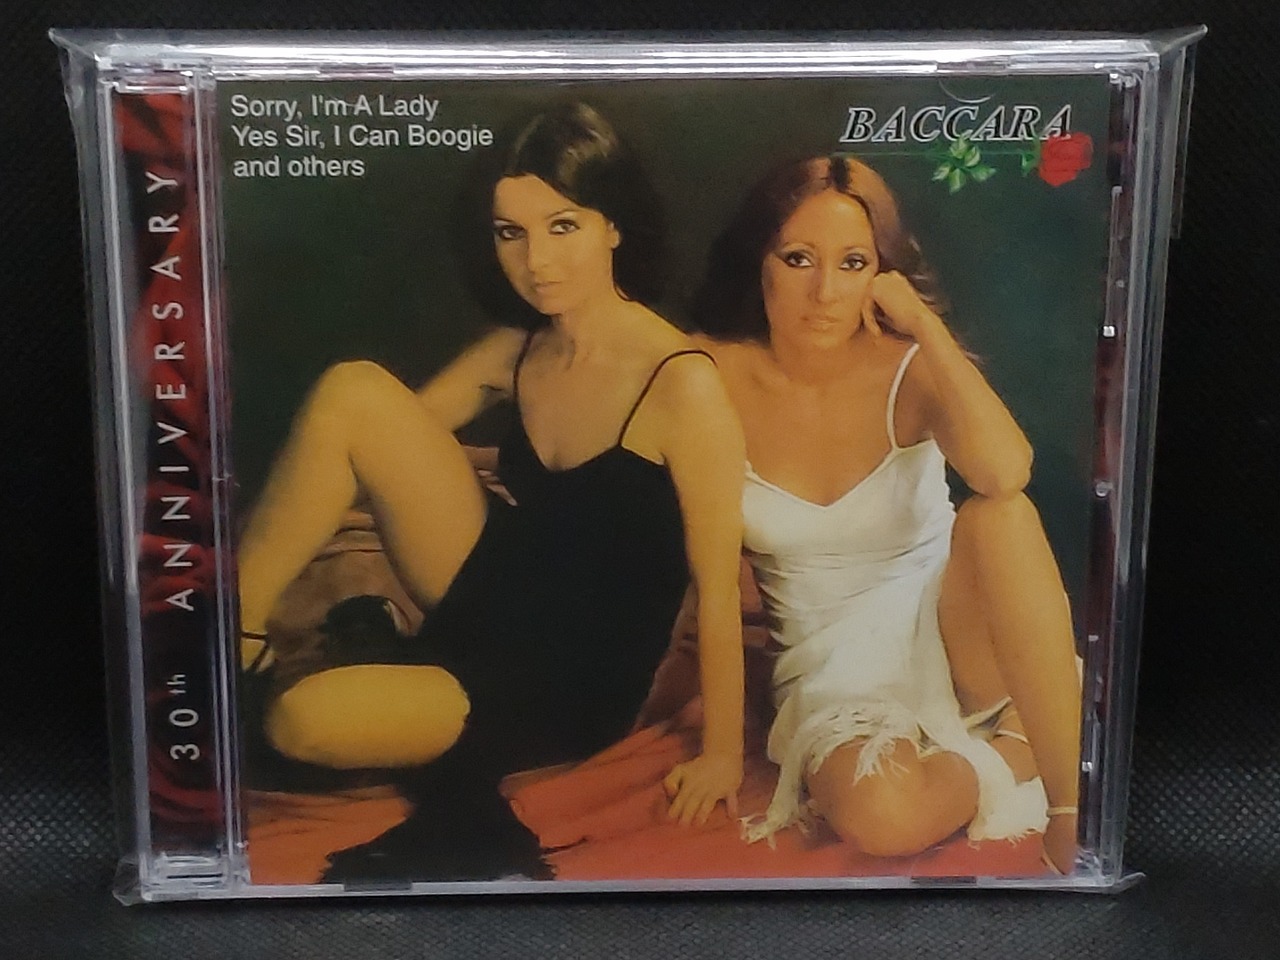 Sorry, I'm A Lady
Yes Sir, I Can Boogie
and others
BACCARA
30th ANNIVERSARY